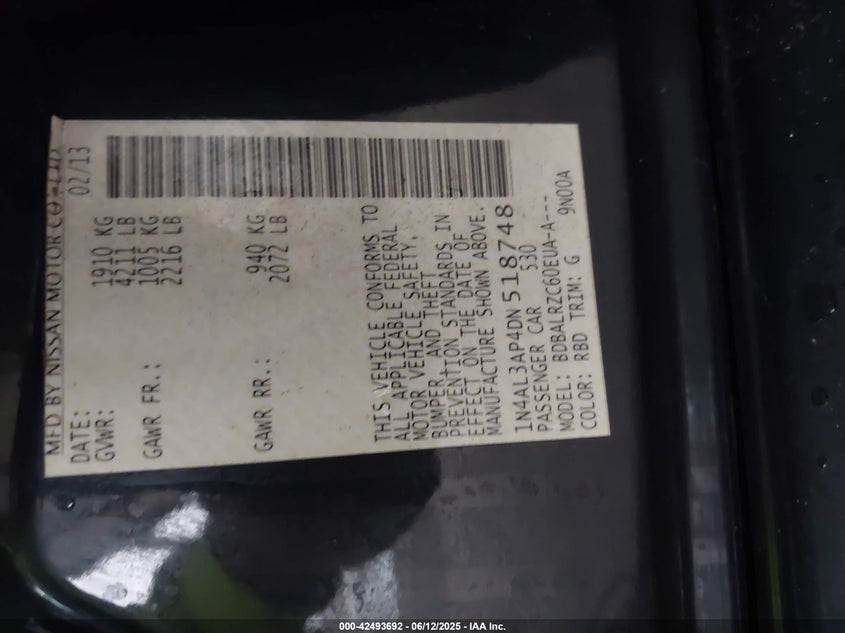 MFD BY NISSAN MOTOR CO., LTD
DATE: 02/13
GVWR: 1910 KG
4211 LB
GAWR FR.: 1005 KG
2216 LB
GAWR RR.: 940 KG
2072 LB
THIS VEHICLE CONFORMS TO
ALL APPLICABLE FEDERAL
MOTOR VEHICLE SAFETY,
BUMPER, AND THEFT
PREVENTION STANDARDS IN
EFFECT ON THE DATE OF
MANUFACTURE SHOWN ABOVE.
1N4AL3AP4DN518748
PASSENGER CAR 530
MODEL: BDBALRZC60EUA-A---
COLOR: RBD TRIM: G 9N00A
000-42493692 - 06/12/2025 - IAA Inc.